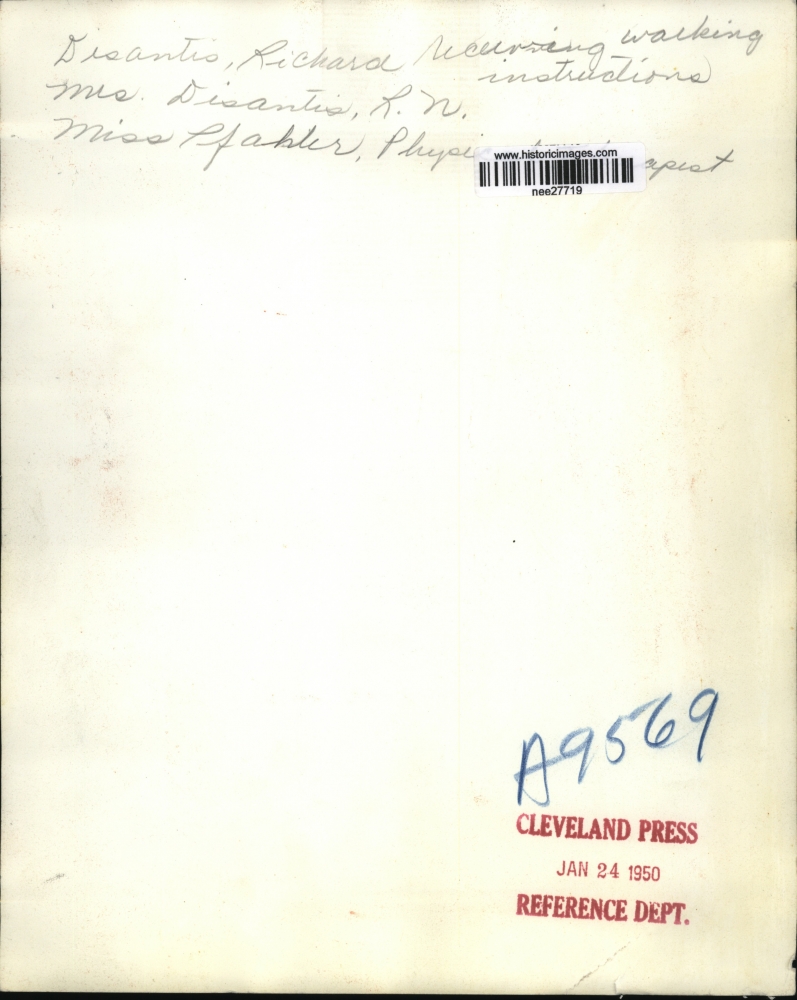 Disantis, Richard receiving walking
instructions
Mrs. Disantis, R. N.
Miss Pfahler, Physi apist
www.historicimages.com
nee27719
A9569
CLEVELAND PRESS
JAN 24 1950
REFERENCE DEPT.